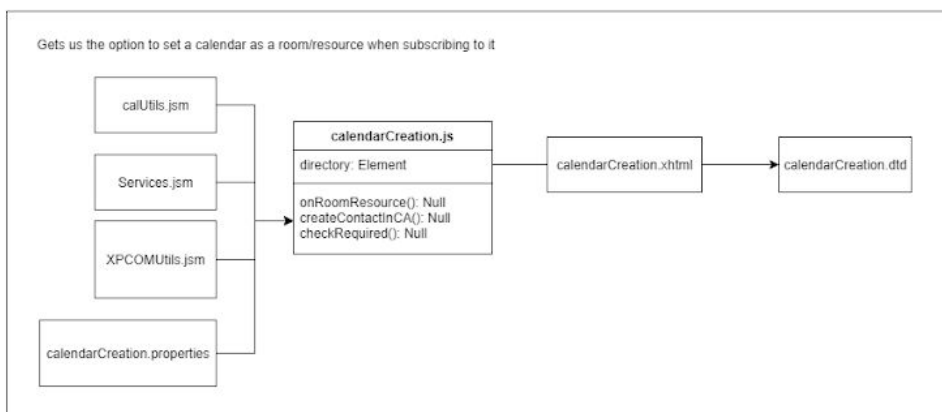 Gets us the option to set a calendar as a room/resource when subscribing to it
calUtils.jsm
Services.jsm
XPCOMUtils.jsm
calendarCreation.properties
calendarCreation.js
directory: Element
onRoomResource(): Null
createContactInCA(): Null
checkRequired(): Null
calendarCreation.xhtml
calendarCreation.dtd